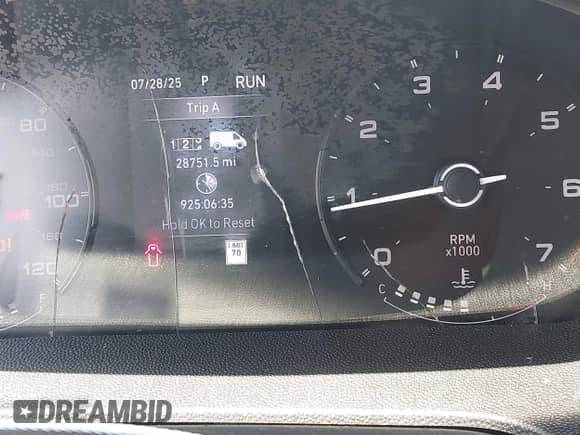 07/28/25 P RUN
Trip A
28751.5 mi
925:06:35
Hold OK to Reset
LIMIT
70
80
100
120
F
0
1
2
3
4
5
6
7
RPM
x1000
C
H
DREAMBID